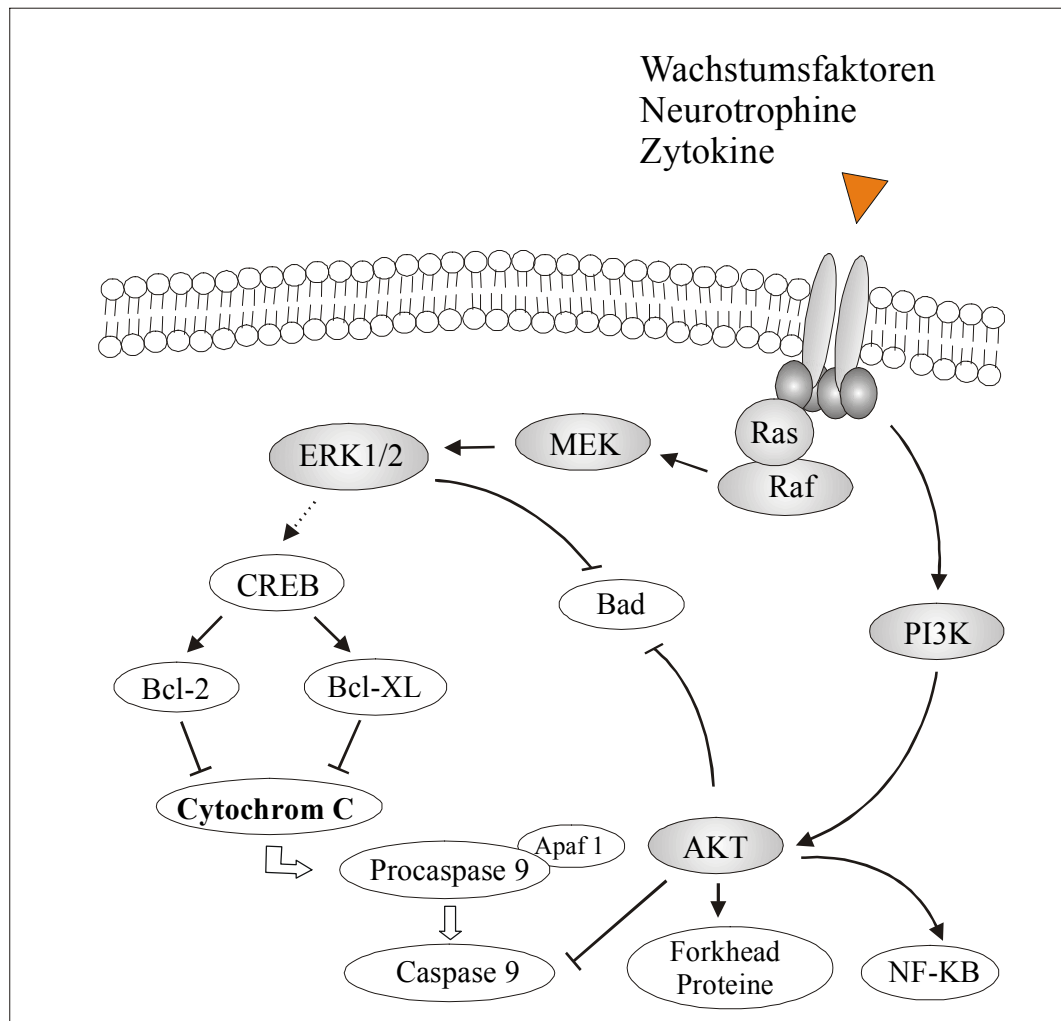 Wachstumsfaktoren
Neurotrophine
Zytokine
Ras
Raf
MEK
ERK1/2
CREB
Bad
PI3K
Bcl-2
Bcl-XL
Cytochrom C
Apaf 1
Procaspase 9
AKT
Caspase 9
Forkhead
Proteine
NF-KB